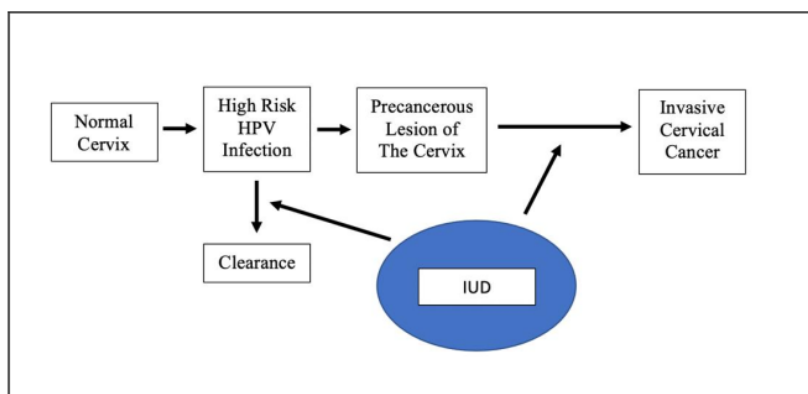 Normal
Cervix
High Risk
HPV
Infection
Precancerous
Lesion of
The Cervix
Invasive
Cervical
Cancer
Clearance
IUD